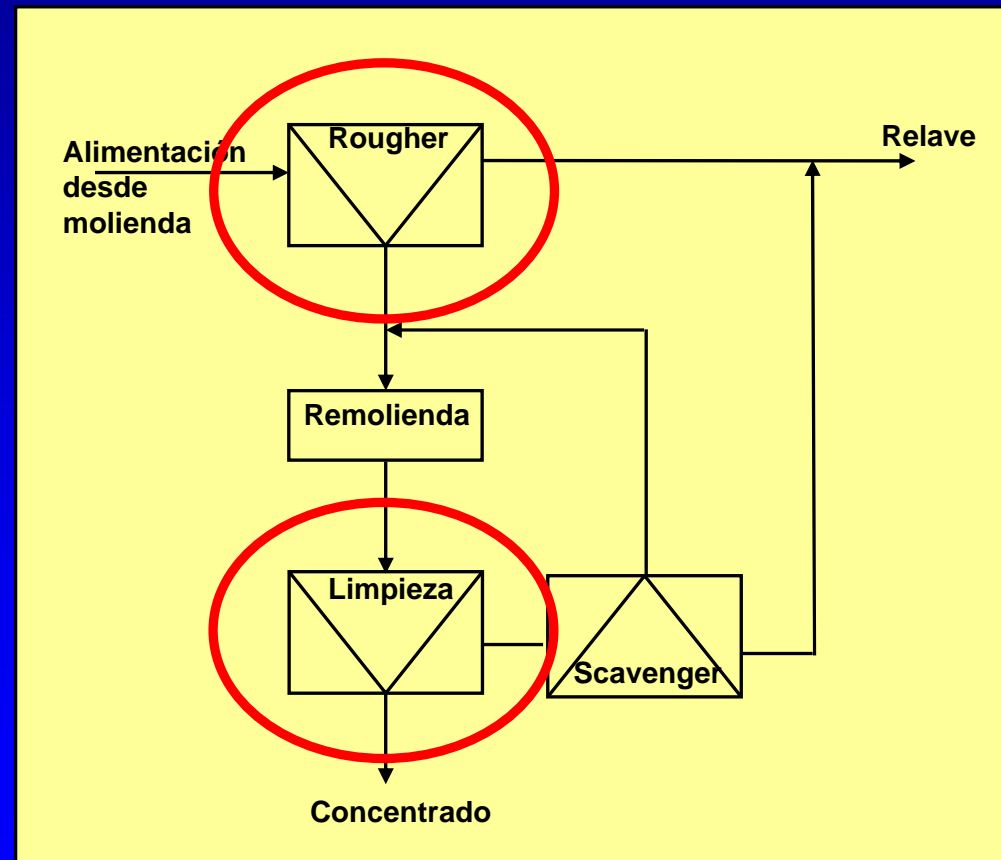 Rougher
Relave
Alimentación
desde
molienda
Remolienda
Limpieza
Scavenger
Concentrado